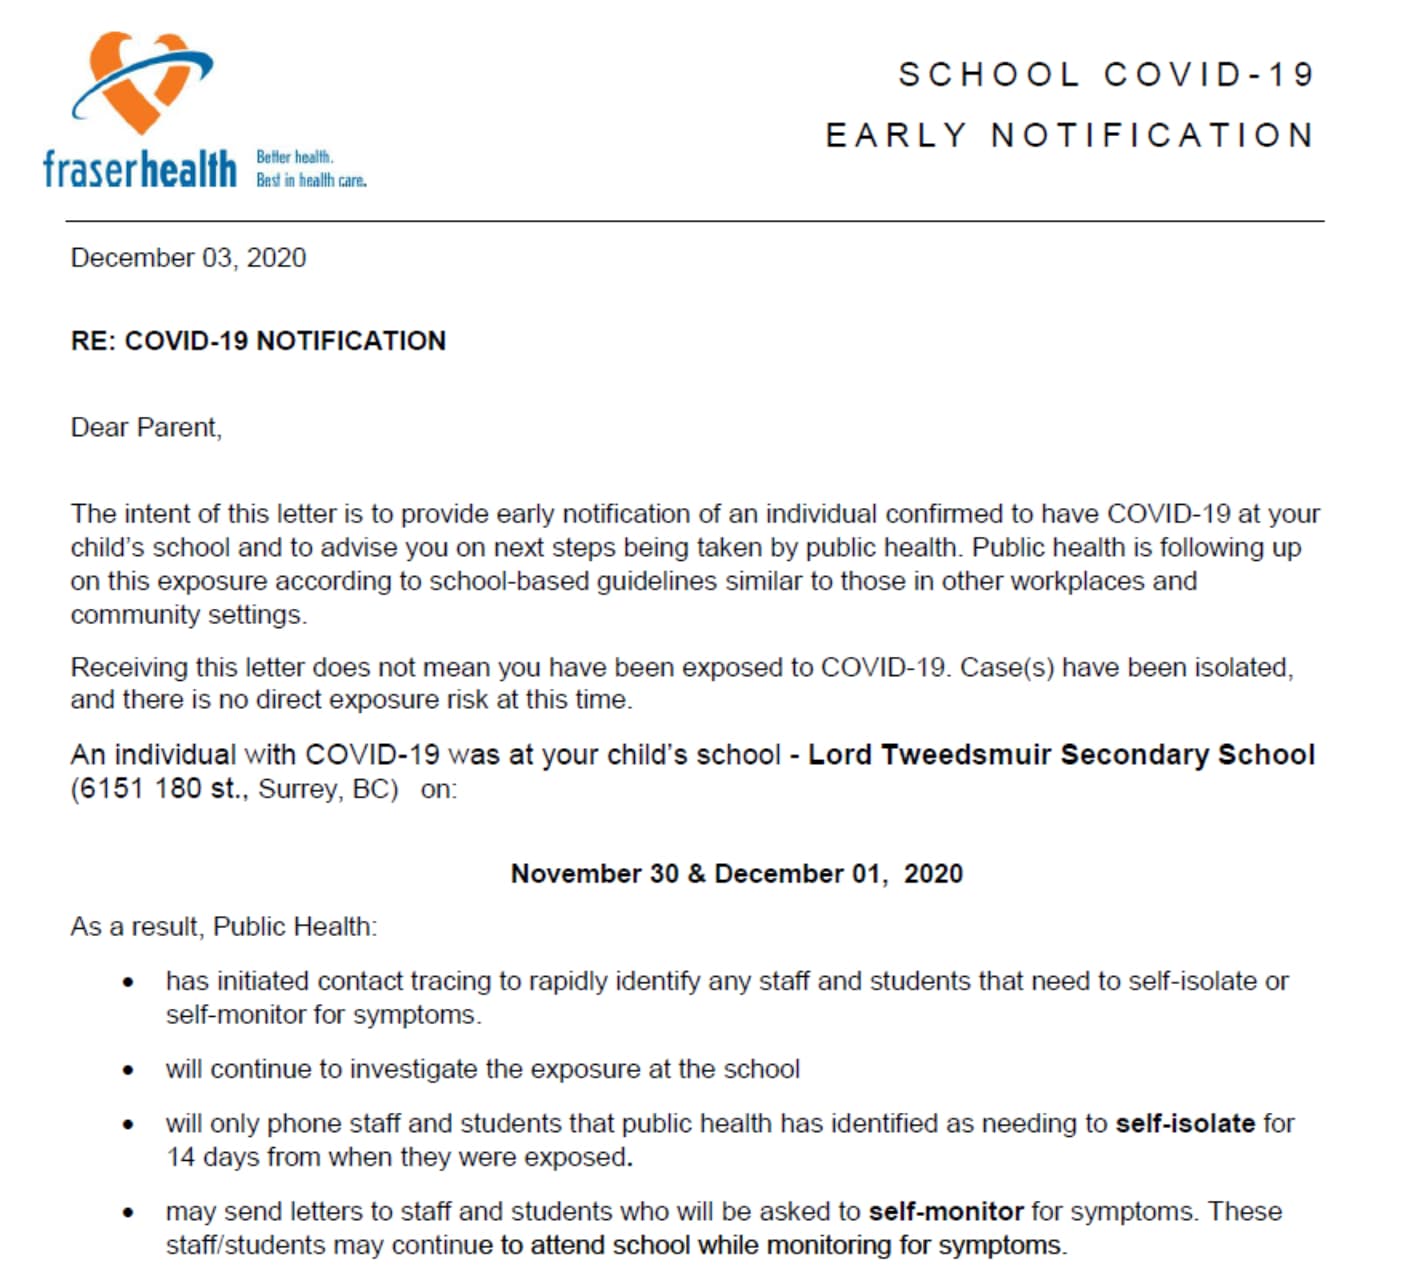 SCHOOL COVID-19
EARLY NOTIFICATION
fraserhealth
Better health.
Best in health care.
December 03, 2020
RE: COVID-19 NOTIFICATION
Dear Parent,
The intent of this letter is to provide early notification of an individual confirmed to have COVID-19 at your
child's school and to advise you on next steps being taken by public health. Public health is following up
on this exposure according to school-based guidelines similar to those in other workplaces and
community settings.
Receiving this letter does not mean you have been exposed to COVID-19. Case(s) have been isolated,
and there is no direct exposure risk at this time.
An individual with COVID-19 was at your child's school - Lord Tweedsmuir Secondary School
(6151 180 st., Surrey, BC) on:
November 30 & December 01, 2020
As a result, Public Health:
• has initiated contact tracing to rapidly identify any staff and students that need to self-isolate or
self-monitor for symptoms.
• will continue to investigate the exposure at the school
• will only phone staff and students that public health has identified as needing to self-isolate for
14 days from when they were exposed.
• may send letters to staff and students who will be asked to self-monitor for symptoms. These
staff/students may continue to attend school while monitoring for symptoms.